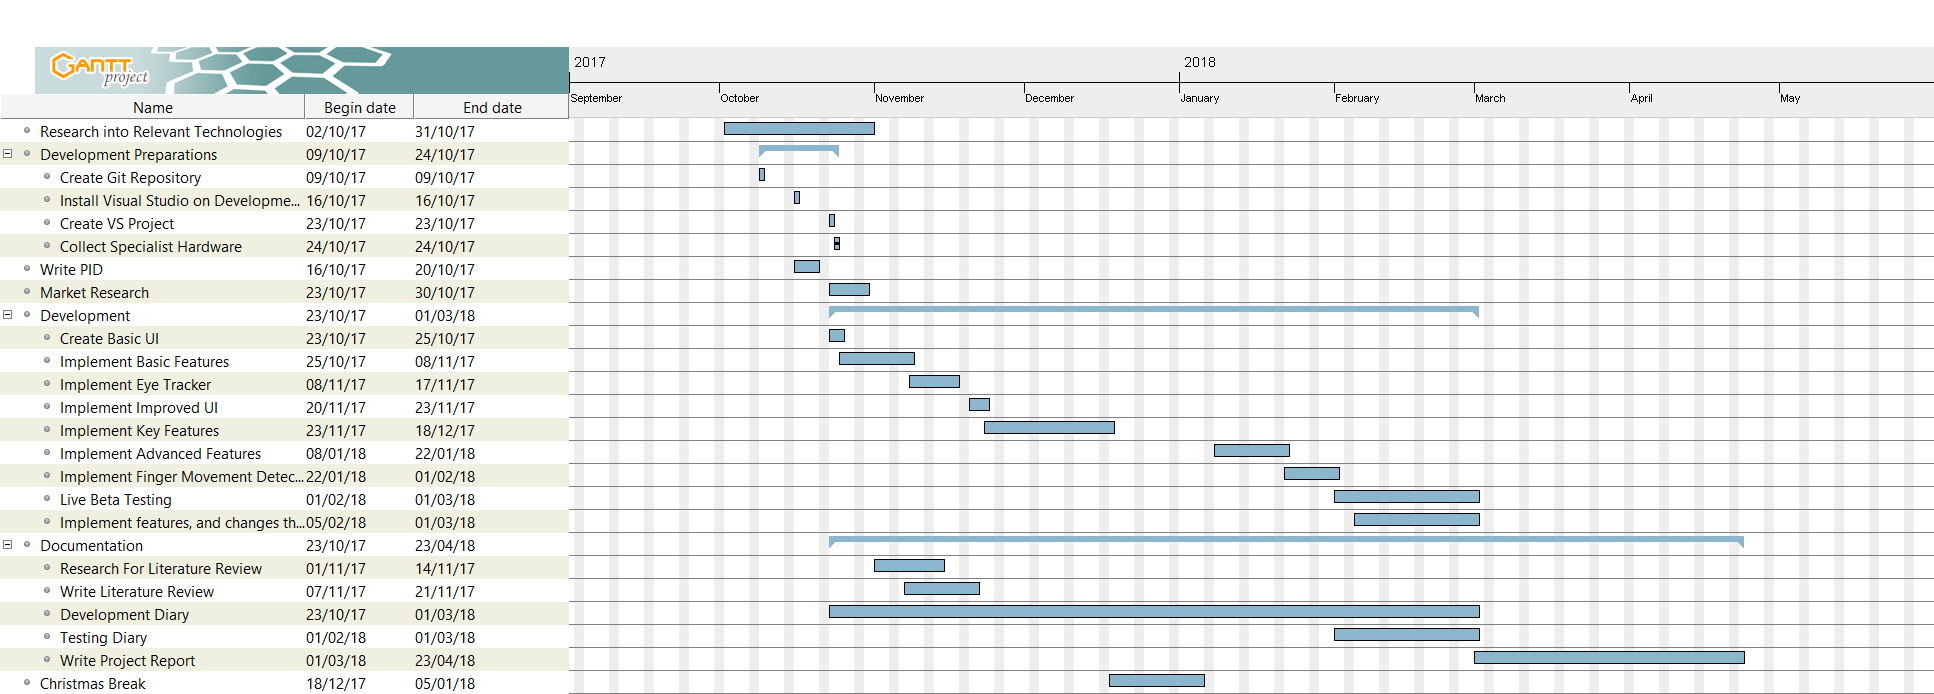 GANTT
project
2017 2018
Name Begin date End date
September October November December January February March April May
Research into Relevant Technologies 02/10/17 31/10/17
Development Preparations 09/10/17 24/10/17
Create Git Repository 09/10/17 09/10/17
Install Visual Studio on Developme... 16/10/17 16/10/17
Create VS Project 23/10/17 23/10/17
Collect Specialist Hardware 24/10/17 24/10/17
Write PID 16/10/17 20/10/17
Market Research 23/10/17 30/10/17
Development 23/10/17 01/03/18
Create Basic UI 23/10/17 25/10/17
Implement Basic Features 25/10/17 08/11/17
Implement Eye Tracker 08/11/17 17/11/17
Implement Improved UI 20/11/17 23/11/17
Implement Key Features 23/11/17 18/12/17
Implement Advanced Features 08/01/18 22/01/18
Implement Finger Movement Detec... 22/01/18 01/02/18
Live Beta Testing 01/02/18 01/03/18
Implement features, and changes th... 05/02/18 01/03/18
Documentation 23/10/17 23/04/18
Research For Literature Review 01/11/17 14/11/17
Write Literature Review 07/11/17 21/11/17
Development Diary 23/10/17 01/03/18
Testing Diary 01/02/18 01/03/18
Write Project Report 01/03/18 23/04/18
Christmas Break 18/12/17 05/01/18